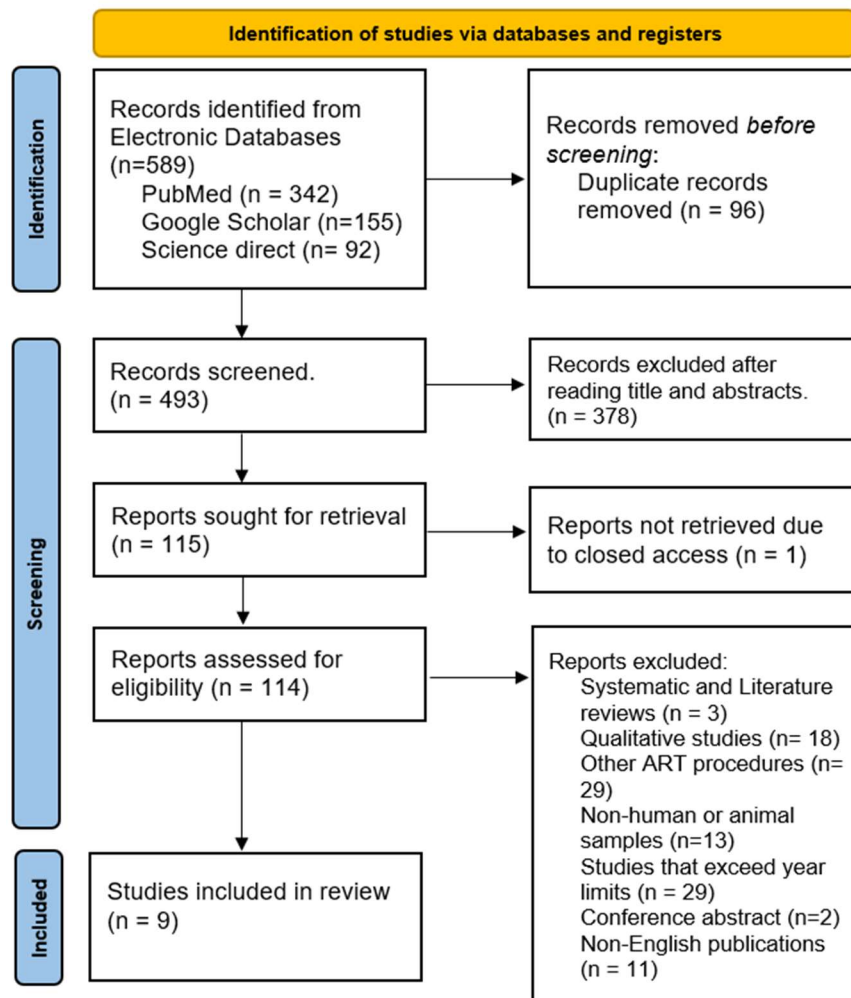 Identification of studies via databases and registers
Identification
Records identified from
Electronic Databases
(n=589)
PubMed (n = 342)
Google Scholar (n=155)
Science direct (n= 92)
Records removed before
screening:
Duplicate records
removed (n = 96)
Screening
Records screened.
(n = 493)
Records excluded after
reading title and abstracts.
(n = 378)
Reports sought for retrieval
(n = 115)
Reports not retrieved due
to closed access (n = 1)
Reports assessed for
eligibility (n = 114)
Reports excluded:
Systematic and Literature
reviews (n = 3)
Qualitative studies (n= 18)
Other ART procedures (n=
29)
Non-human or animal
samples (n=13)
Studies that exceed year
limits (n = 29)
Conference abstract (n=2)
Non-English publications
(n = 11)
Included
Studies included in review
(n = 9)